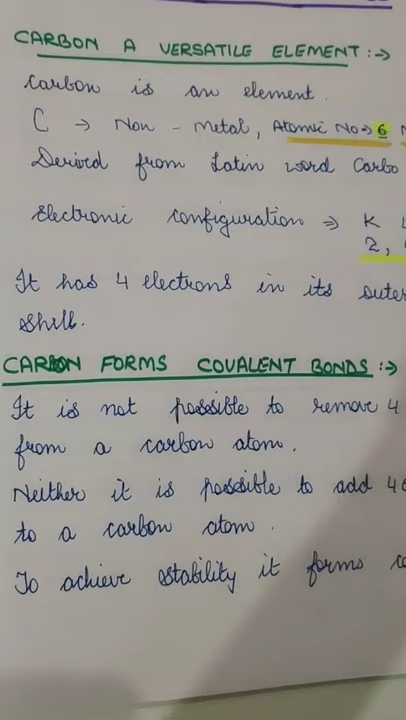 CARBON A VERSATILE ELEMENT :→
Carbon is an element.
C → Non - Metal, Atomic No → 6
Derived from Latin word Carbo
Electronic configuration ⇒ K
2,
It has 4 electrons in its outer
shell.
CARBON FORMS COVALENT BONDS :→
It is not possible to remove 4
from a carbon atom.
Neither it is possible to add 4
to a carbon atom.
To achieve stability it forms